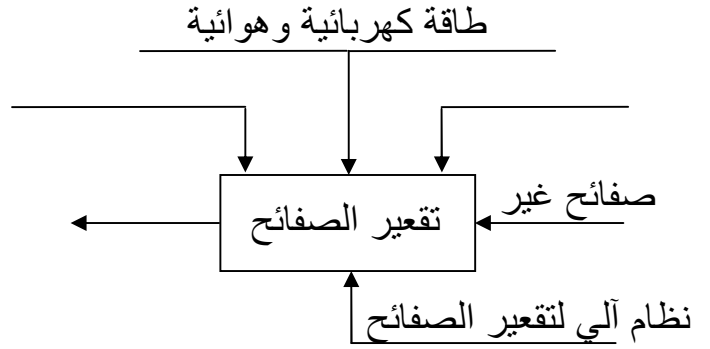 طاقة كهربائية وهوائية
صفائح غير
تقعير الصفائح
نظام آلي لتقعير الصفائح